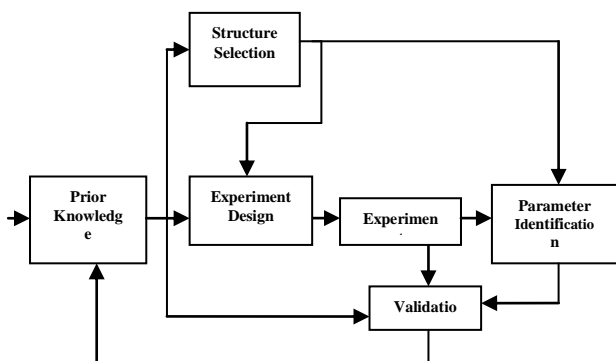 Structure
Selection
Prior
Knowledg
e
Experiment
Design
Experimen
Parameter
Identificatio
n
Validatio